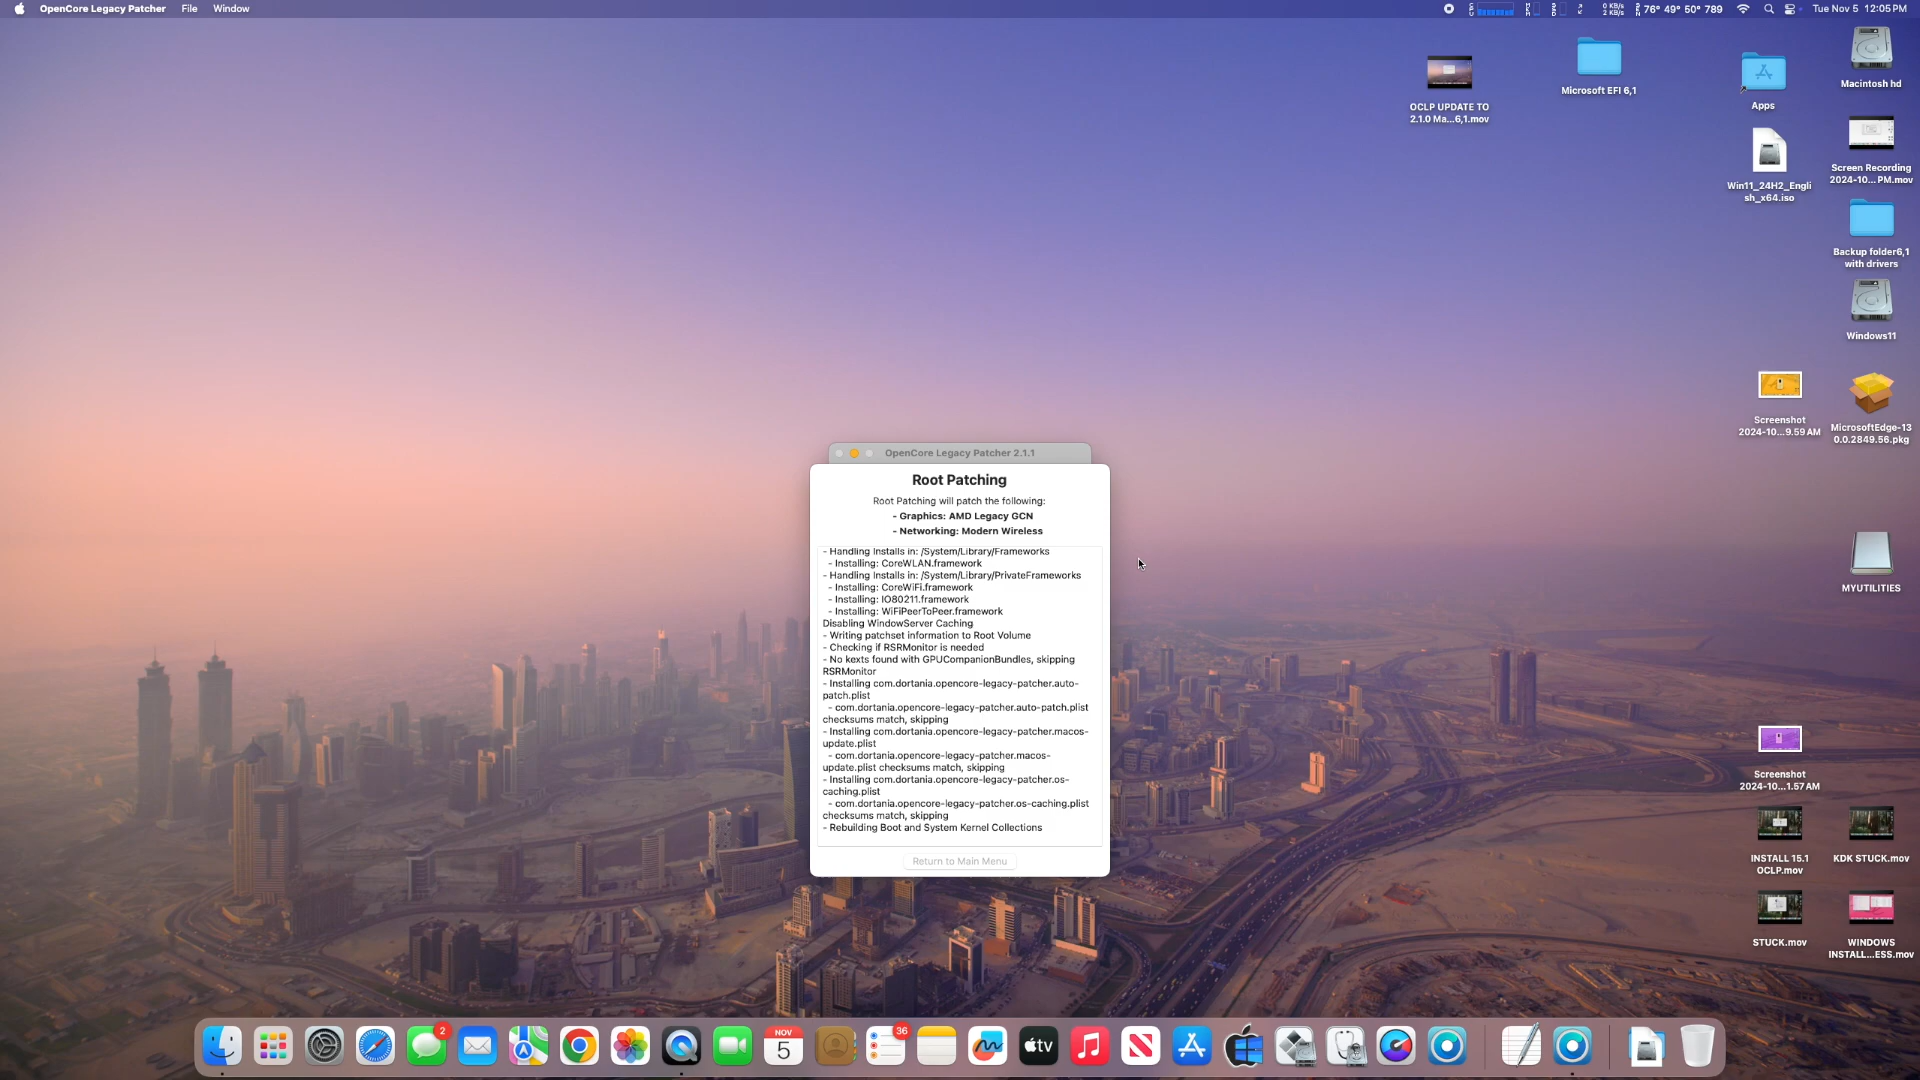 OpenCore Legacy Patcher File Window
0 KB/s
2 KB/s
76° 49° 50° 789
Tue Nov 5 12:05 PM
OCLP UPDATE TO
2.1.0 Ma...6,1.mov
Microsoft EFI 6,1
Apps
Macintosh hd
Win11_24H2_Engli
sh_x64.iso
Screen Recording
2024-10... PM.mov
Backup folder6,1
with drivers
Windows11
Screenshot
2024-10...9.59 AM
MicrosoftEdge-13
0.0.2849.56.pkg
MYUTILITIES
Screenshot
2024-10...1.57 AM
INSTALL 15.1
OCLP.mov
KDK STUCK.mov
STUCK.mov
WINDOWS
INSTALL...ESS.mov
OpenCore Legacy Patcher 2.1.1
Root Patching
Root Patching will patch the following:
- Graphics: AMD Legacy GCN
- Networking: Modern Wireless
- Handling Installs in: /System/Library/Frameworks
- Installing: CoreWLAN.framework
- Handling Installs in: /System/Library/PrivateFrameworks
- Installing: CoreWiFi.framework
- Installing: IO80211.framework
- Installing: WiFiPeerToPeer.framework
Disabling WindowServer Caching
- Writing patchset information to Root Volume
- Checking if RSRMonitor is needed
- No kexts found with GPUCompanionBundles, skipping
RSRMonitor
- Installing com.dortania.opencore-legacy-patcher.auto-
patch.plist
- com.dortania.opencore-legacy-patcher.auto-patch.plist
checksums match, skipping
- Installing com.dortania.opencore-legacy-patcher.macos-
update.plist
- com.dortania.opencore-legacy-patcher.macos-
update.plist checksums match, skipping
- Installing com.dortania.opencore-legacy-patcher.os-
caching.plist
- com.dortania.opencore-legacy-patcher.os-caching.plist
checksums match, skipping
- Rebuilding Boot and System Kernel Collections
Return to Main Menu
2
NOV
5
36
tv